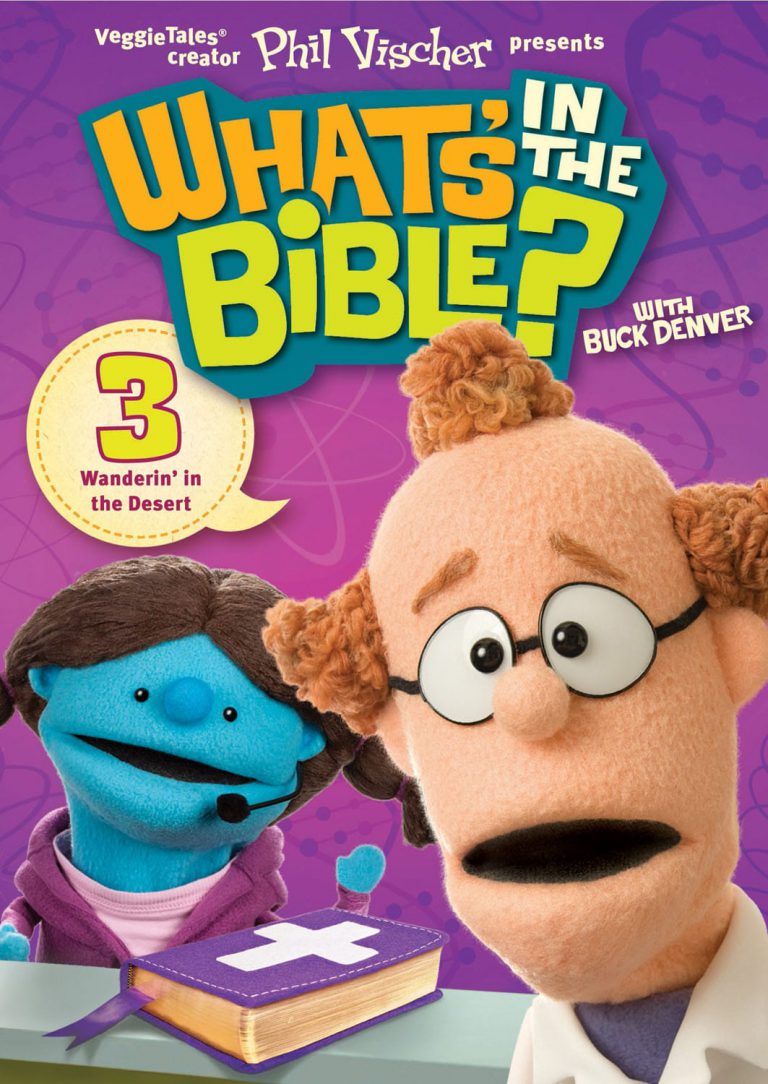 VeggieTales®
creator Phil Vischer presents
WHAT'S IN THE
BiBLE?
WITH
BUCK DENVER
3
Wanderin' in
the Desert